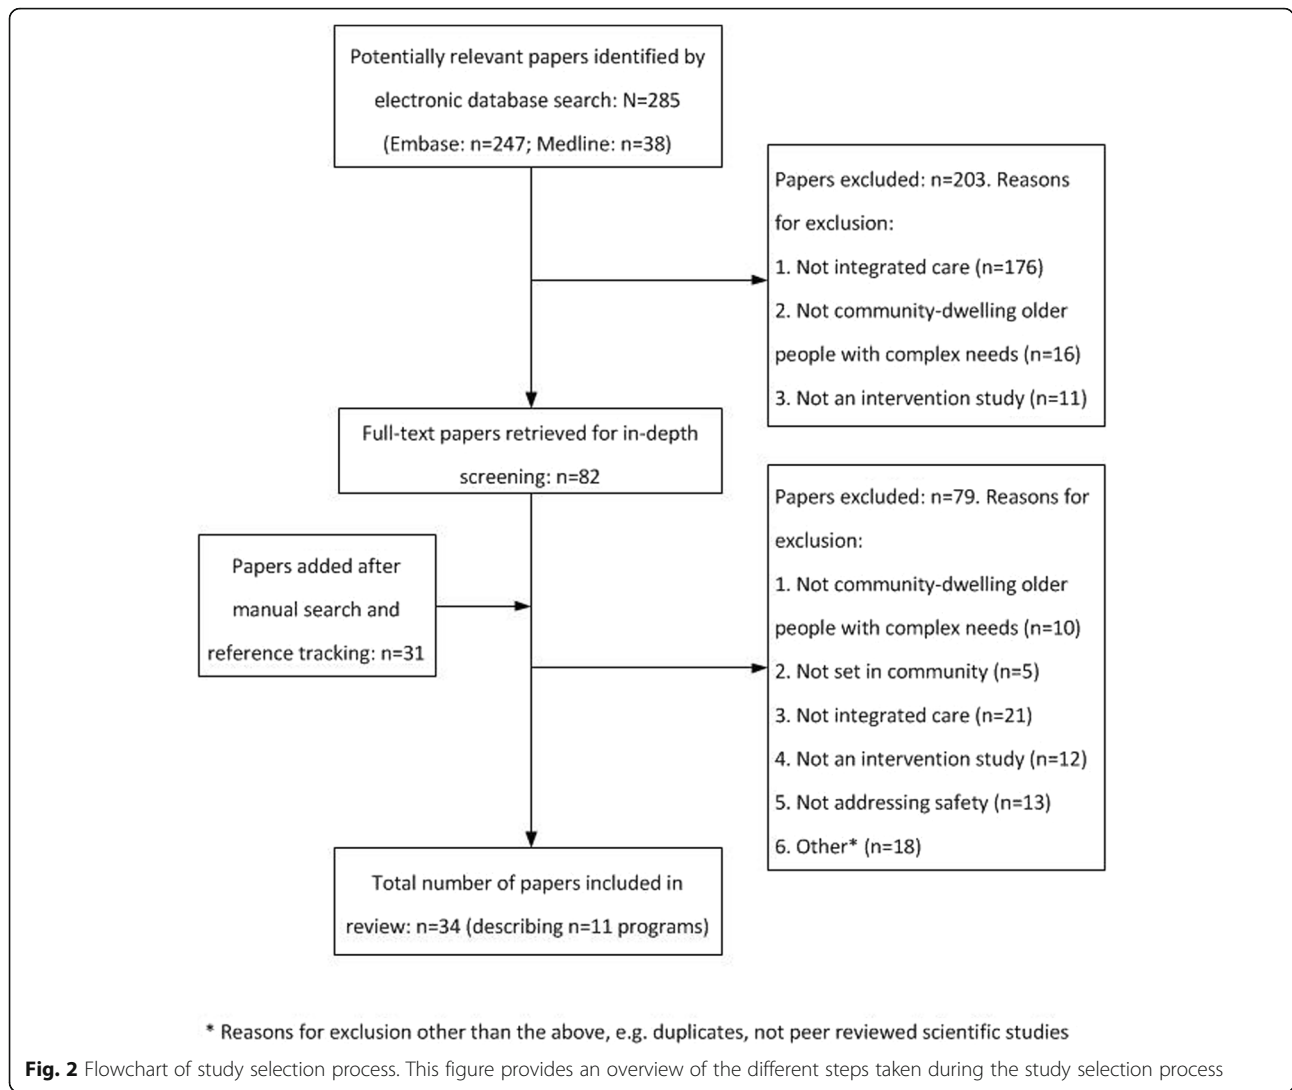 Potentially relevant papers identified by
electronic database search: N=285
(Embase: n=247; Medline: n=38)
Papers excluded: n=203. Reasons
for exclusion:
1. Not integrated care (n=176)
2. Not community-dwelling older
people with complex needs (n=16)
3. Not an intervention study (n=11)
Full-text papers retrieved for in-depth
screening: n=82
Papers added after
manual search and
reference tracking: n=31
Papers excluded: n=79. Reasons for
exclusion:
1. Not community-dwelling older
people with complex needs (n=10)
2. Not set in community (n=5)
3. Not integrated care (n=21)
4. Not an intervention study (n=12)
5. Not addressing safety (n=13)
6. Other* (n=18)
Total number of papers included in
review: n=34 (describing n=11 programs)
* Reasons for exclusion other than the above, e.g. duplicates, not peer reviewed scientific studies
Fig. 2 Flowchart of study selection process. This figure provides an overview of the different steps taken during the study selection process